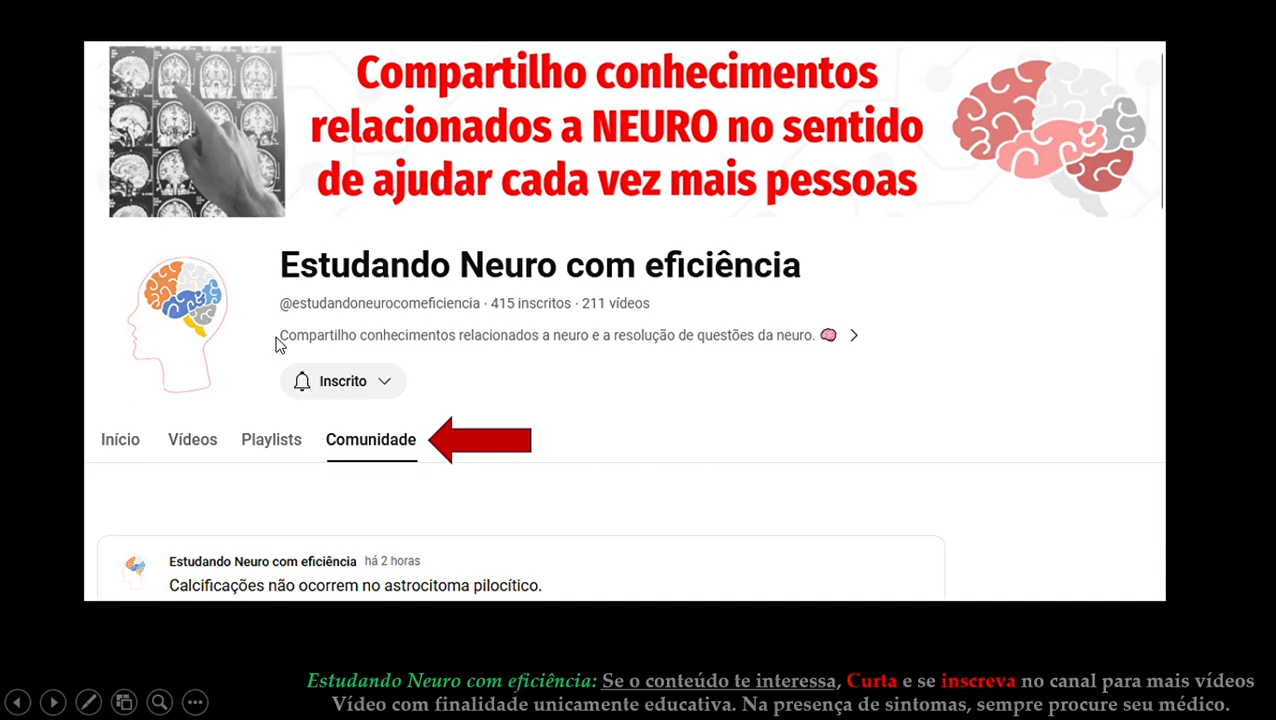 Compartilho conhecimentos
relacionados a NEURO no sentido
de ajudar cada vez mais pessoas
Estudando Neuro com eficiência
@estudandoneurocomeficiencia · 415 inscritos · 211 vídeos
Compartilho conhecimentos relacionados a neuro e a resolução de questões da neuro. 🧠
Inscrito
Início Vídeos Playlists Comunidade
Estudando Neuro com eficiência há 2 horas
Calcificações não ocorrem no astrocitoma pilocítico.
Estudando Neuro com eficiência: Se o conteúdo te interessa, Curta e se inscreva no canal para mais vídeos
Vídeo com finalidade unicamente educativa. Na presença de sintomas, sempre procure seu médico.